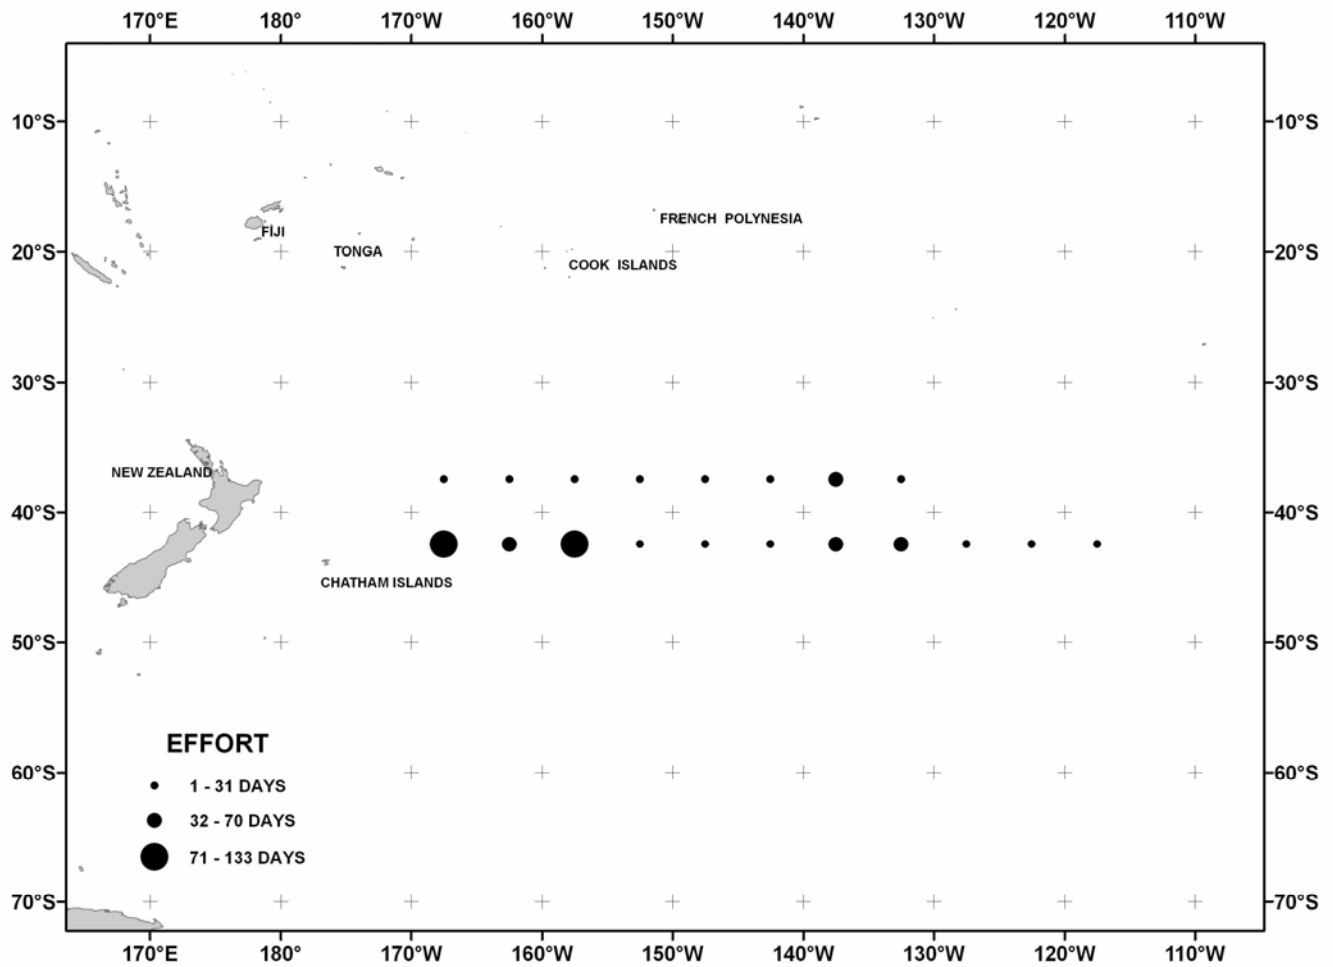 170°E 180° 170°W 160°W 150°W 140°W 130°W 120°W 110°W
10°S 10°S
FRENCH POLYNESIA
FIJI
20°S TONGA 20°S
COOK ISLANDS
30°S 30°S
NEW ZEALAND
40°S 40°S
CHATHAM ISLANDS
50°S 50°S
EFFORT
60°S 60°S
1 - 31 DAYS
32 - 70 DAYS
71 - 133 DAYS
70°S 70°S
170°E 180° 170°W 160°W 150°W 140°W 130°W 120°W 110°W